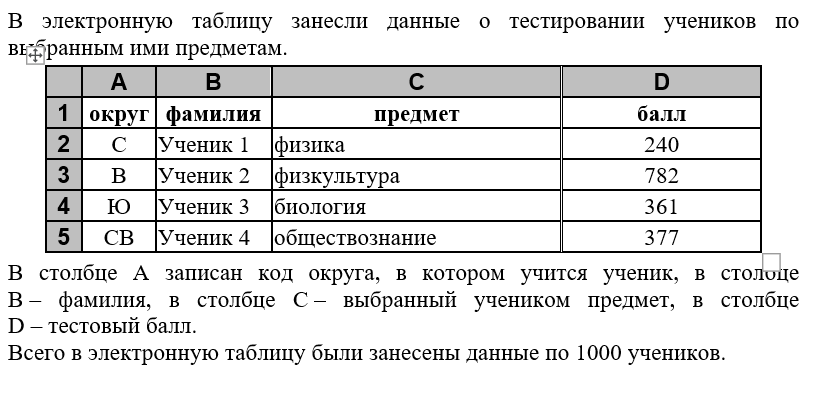 В электронную таблицу занесли данные о тестировании учеников по
выбранным ими предметам.
A B C D
1 округ фамилия предмет балл
2 С Ученик 1 физика 240
3 В Ученик 2 физкультура 782
4 Ю Ученик 3 биология 361
5 СВ Ученик 4 обществознание 377
В столбце A записан код округа, в котором учится ученик, в столбце
B – фамилия, в столбце C – выбранный учеником предмет, в столбце
D – тестовый балл.
Всего в электронную таблицу были занесены данные по 1000 учеников.